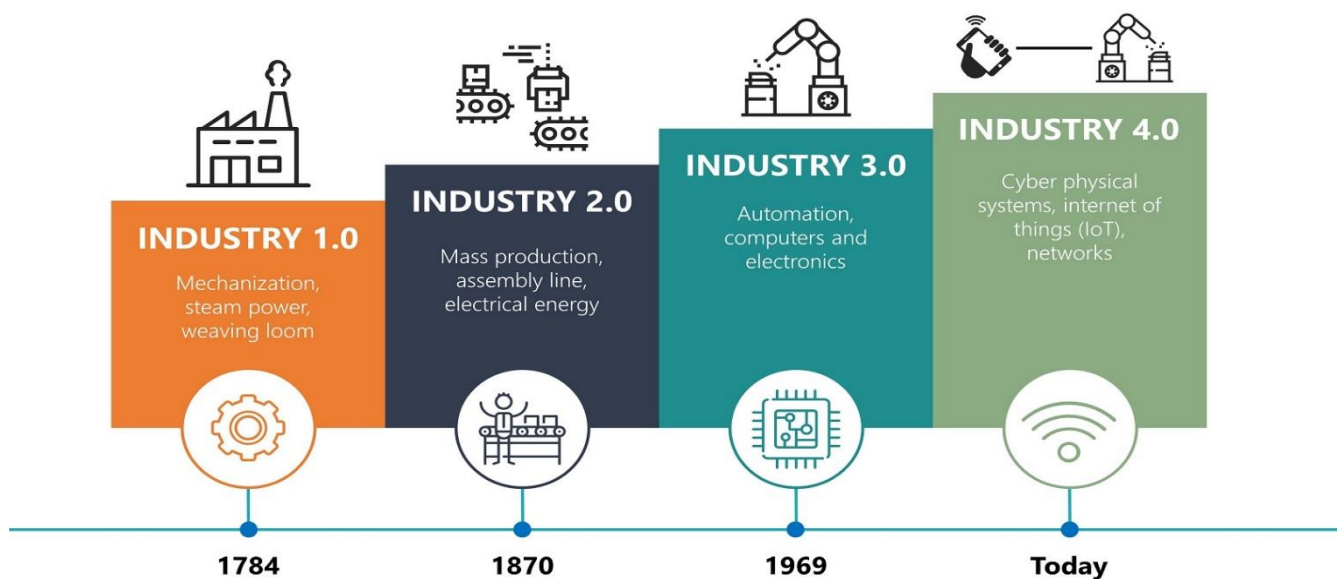 INDUSTRY 1.0
Mechanization,
steam power,
weaving loom
INDUSTRY 2.0
Mass production,
assembly line,
electrical energy
INDUSTRY 3.0
Automation,
computers and
electronics
INDUSTRY 4.0
Cyber physical
systems, internet of
things (IoT),
networks
1784
1870
1969
Today